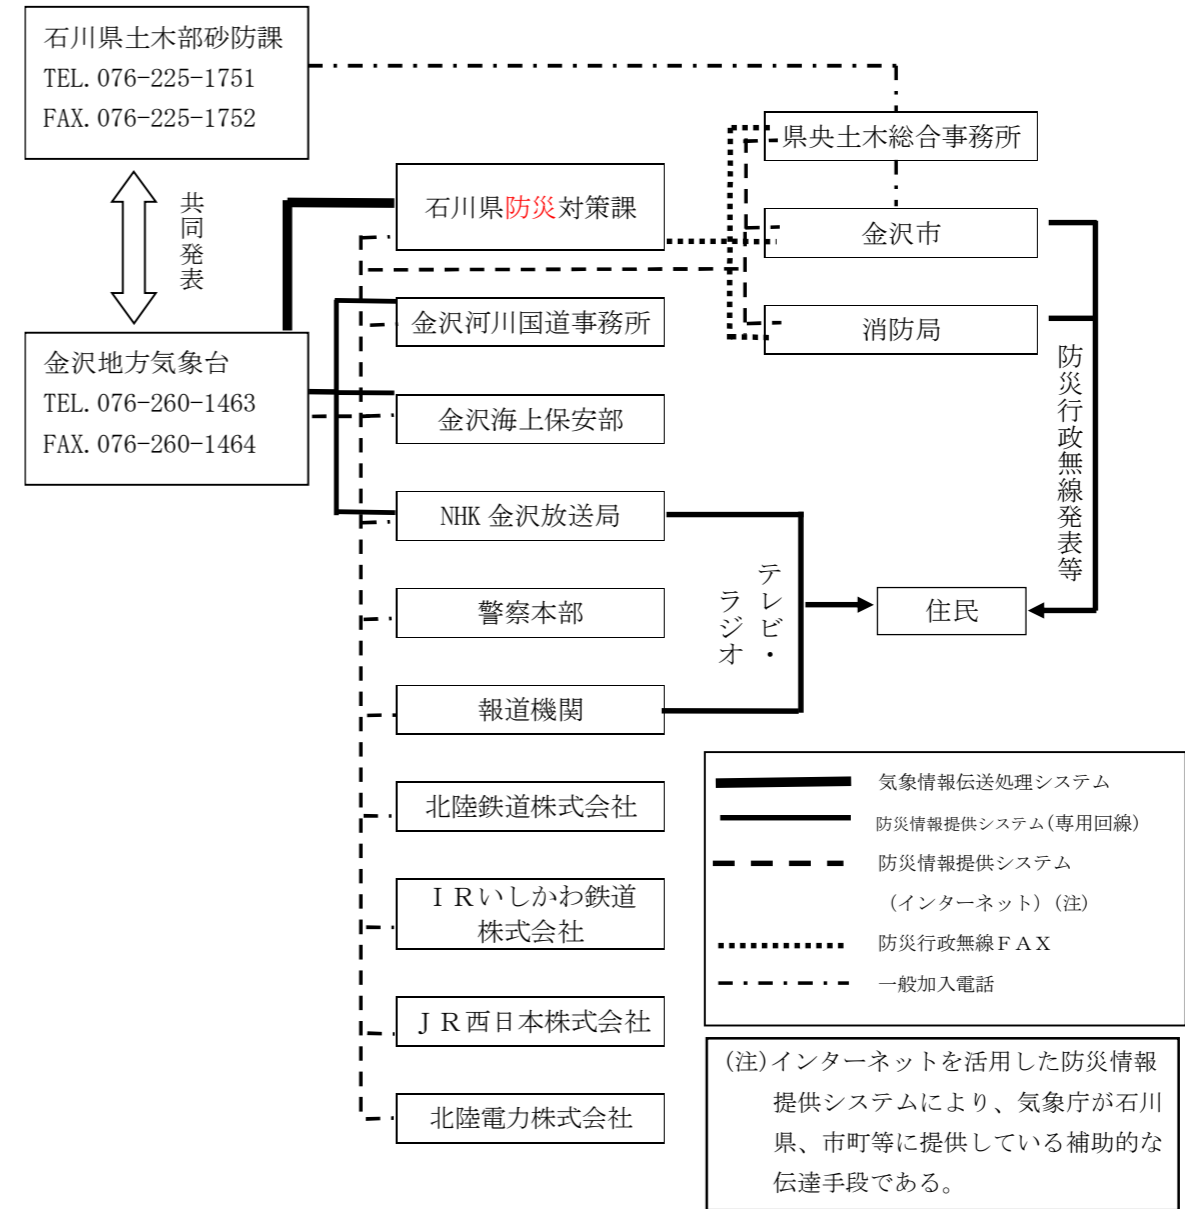 石川県土木部砂防課
TEL.076-225-1751
FAX.076-225-1752
共同発表
金沢地方気象台
TEL.076-260-1463
FAX.076-260-1464
石川県防災対策課
金沢河川国道事務所
金沢海上保安部
NHK 金沢放送局
警察本部
報道機関
北陸鉄道株式会社
ＩＲいしかわ鉄道
株式会社
ＪＲ西日本株式会社
北陸電力株式会社
県央土木総合事務所
金沢市
消防局
防災行政無線発表等
テレビ・
ラジオ
住民
気象情報伝送処理システム
防災情報提供システム(専用回線)
防災情報提供システム
（インターネット）(注)
防災行政無線ＦＡＸ
一般加入電話
(注)インターネットを活用した防災情報
提供システムにより、気象庁が石川
県、市町等に提供している補助的な
伝達手段である。